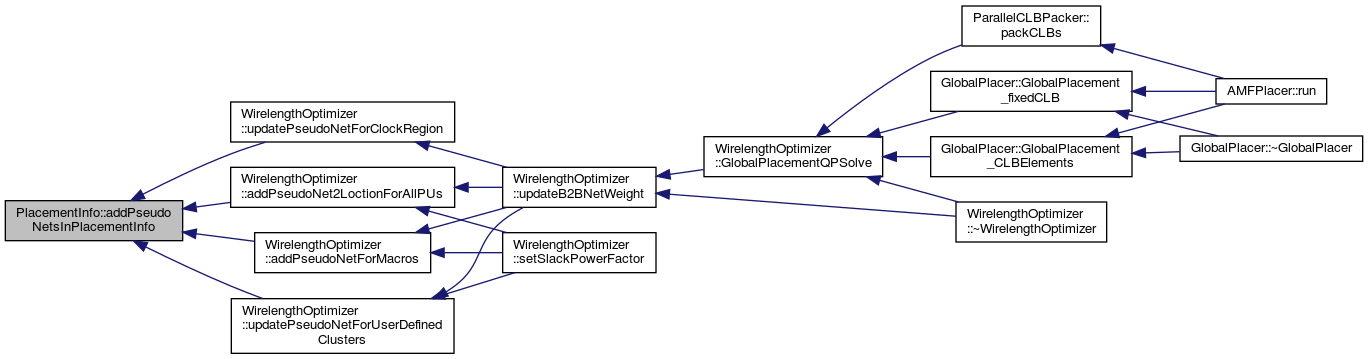 PlacementInfo::addPseudo
NetsInPlacementInfo
WirelengthOptimizer
::updatePseudoNetForClockRegion
WirelengthOptimizer
::addPseudoNet2LoctionForAllPUs
WirelengthOptimizer
::addPseudoNetForMacros
WirelengthOptimizer
::updatePseudoNetForUserDefined
Clusters
WirelengthOptimizer
::updateB2BNetWeight
WirelengthOptimizer
::setSlackPowerFactor
WirelengthOptimizer
::GlobalPlacementQPSolve
ParallelCLBPacker::
packCLBs
GlobalPlacer::GlobalPlacement
_fixedCLB
GlobalPlacer::GlobalPlacement
_CLBElements
WirelengthOptimizer
::~WirelengthOptimizer
AMFPlacer::run
GlobalPlacer::~GlobalPlacer